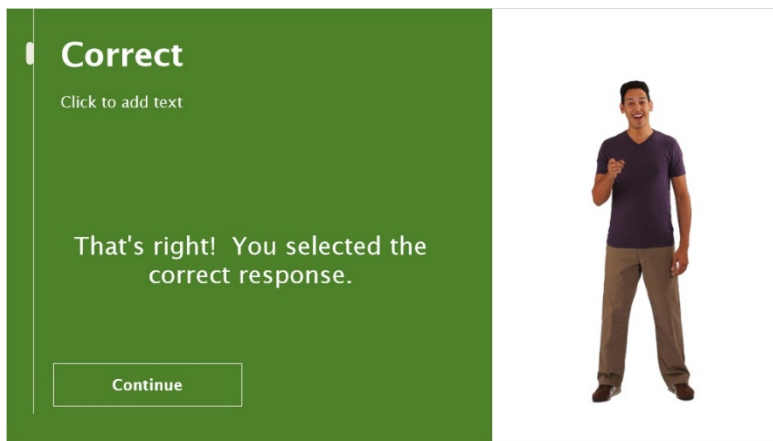 Correct
Click to add text
That's right!  You selected the
correct response.
Continue